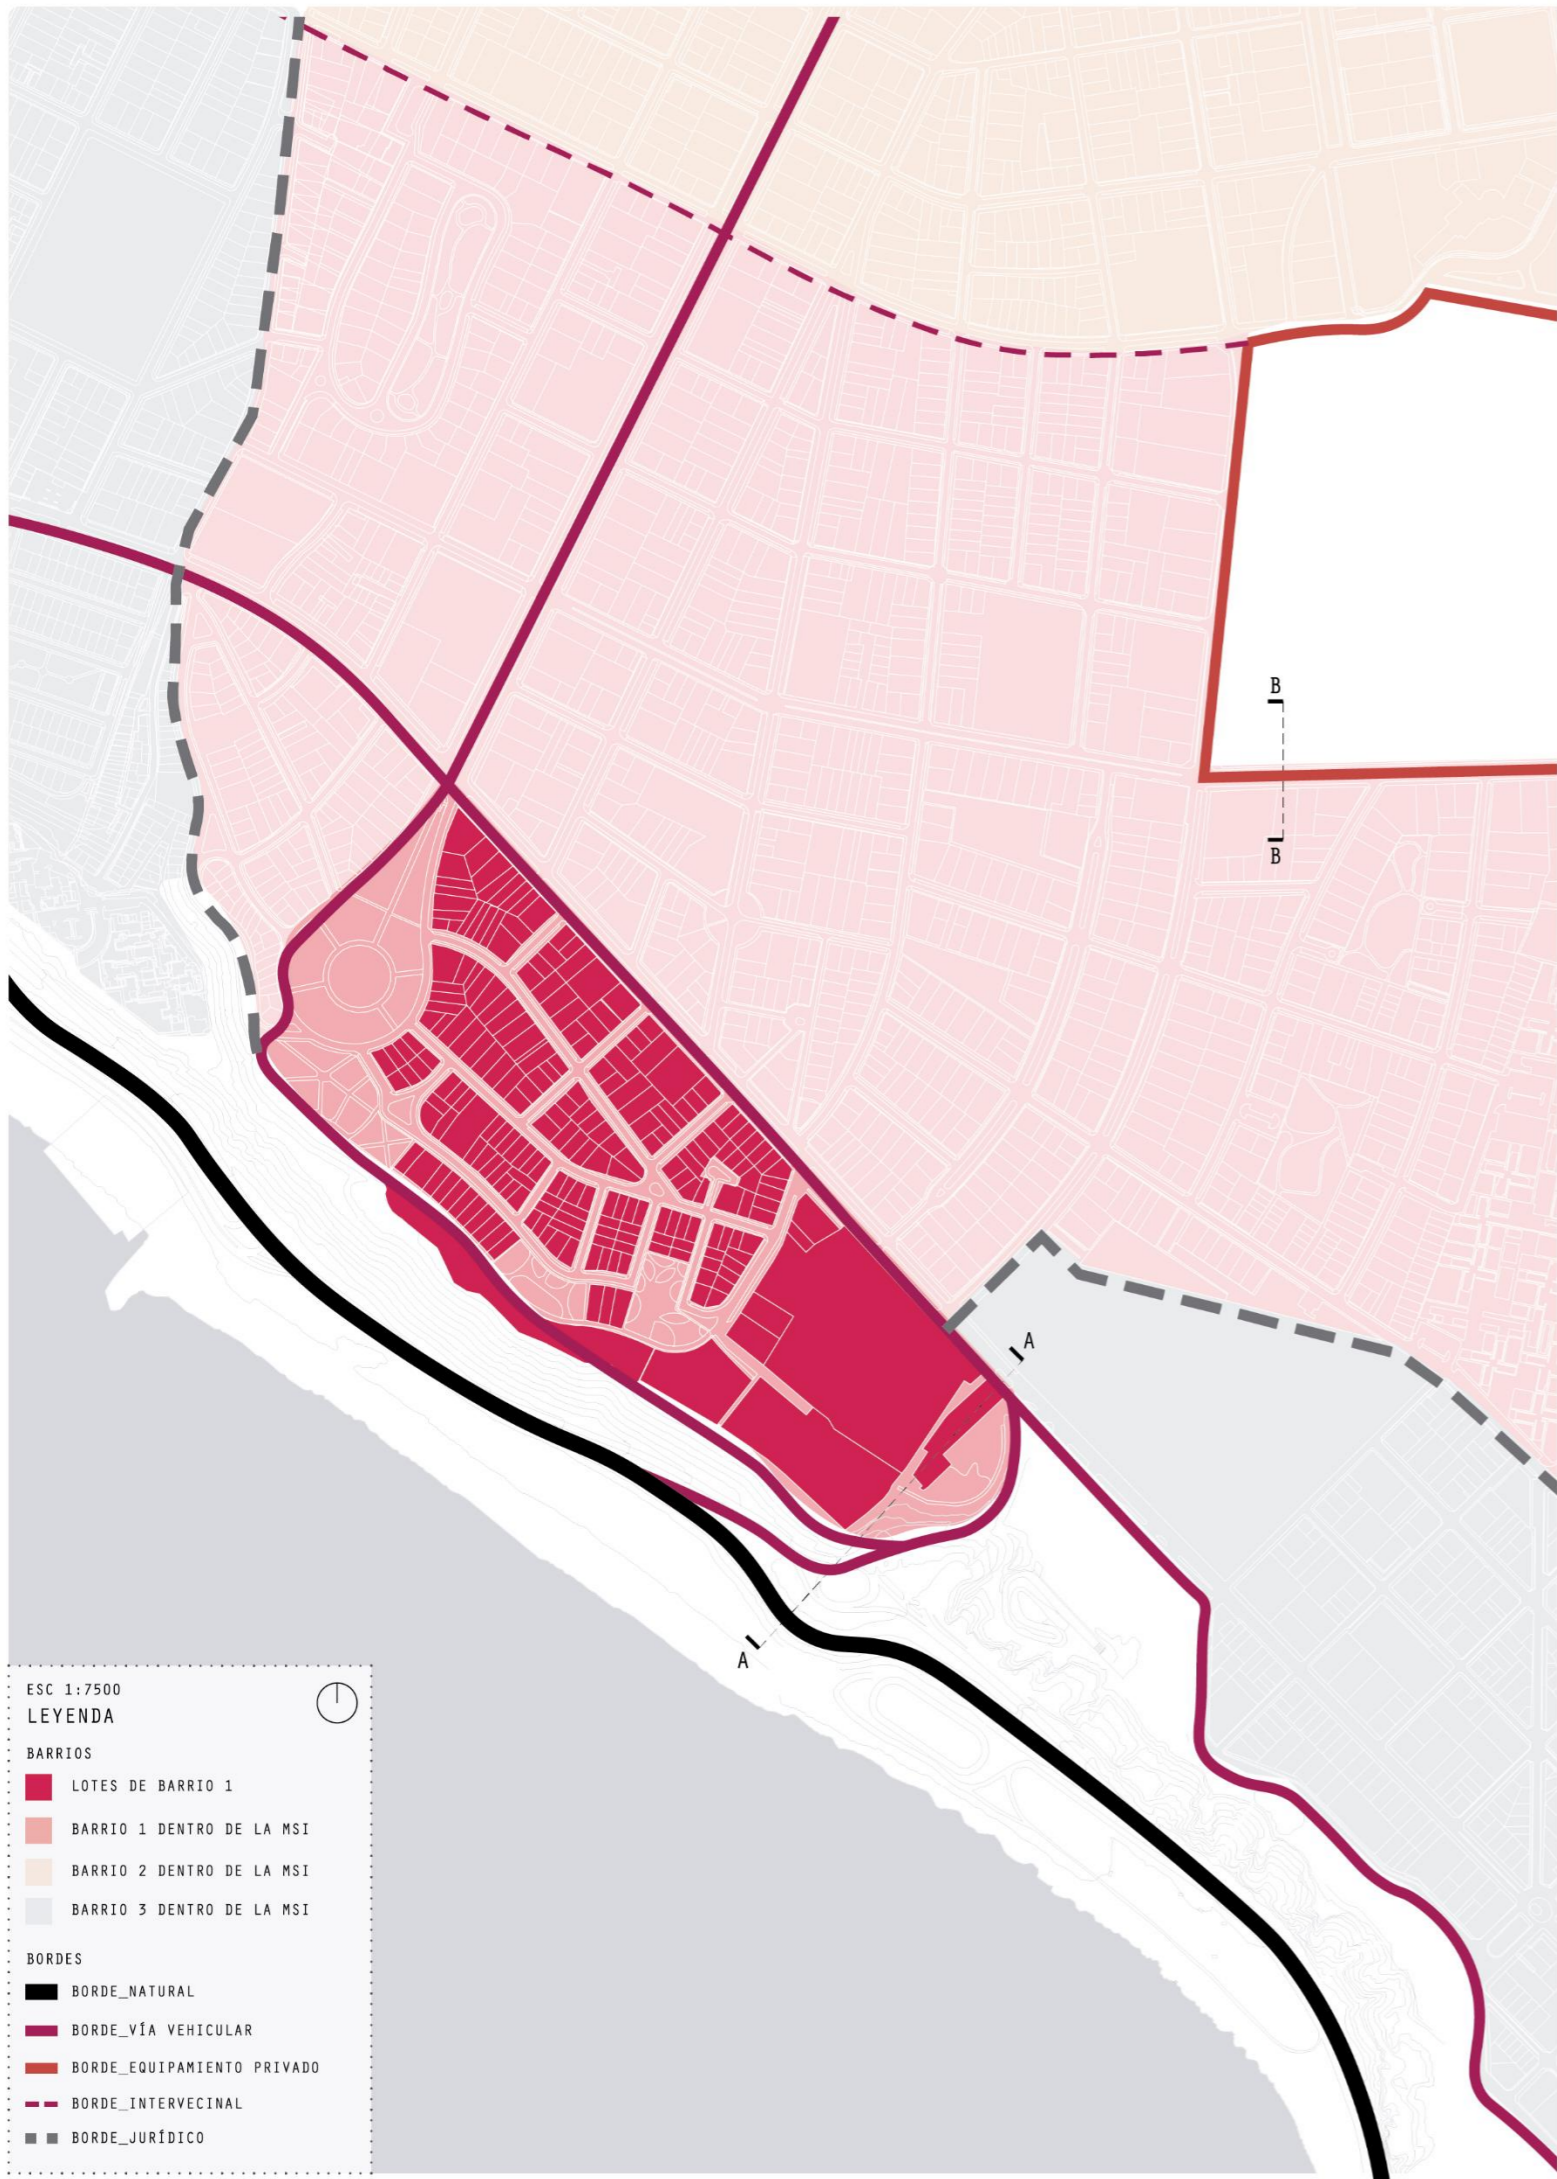 B
B
A
A
ESC 1:7500
LEYENDA
BARRIOS
LOTES DE BARRIO 1
BARRIO 1 DENTRO DE LA MSI
BARRIO 2 DENTRO DE LA MSI
BARRIO 3 DENTRO DE LA MSI
BORDES
BORDE_NATURAL
BORDE_VÍA VEHICULAR
BORDE_EQUIPAMIENTO PRIVADO
BORDE_INTERVECINAL
BORDE_JURÍDICO